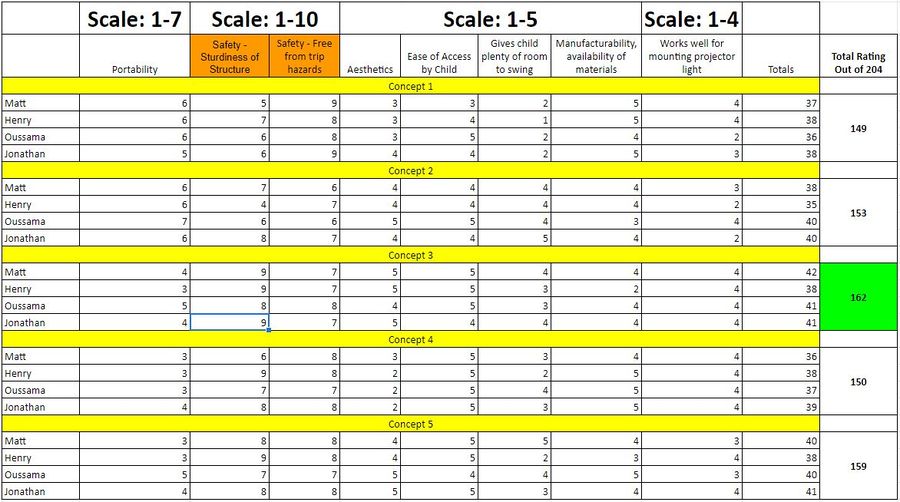 Scale: 1-7 Scale: 1-10 Scale: 1-5 Scale: 1-4
Portability Safety - Sturdiness of Structure Safety - Free from trip hazards Aesthetics Ease of Access by Child Gives child plenty of room to swing Manufacturability, availability of materials Works well for mounting projector light Totals Total Rating Out of 204
Concept 1
Matt 6 5 9 3 3 2 5 4 37
Henry 6 7 8 3 4 1 5 4 38
149
Oussama 6 6 8 3 5 2 4 2 36
Jonathan 5 6 9 4 4 2 5 3 38
Concept 2
Matt 6 7 6 4 4 4 4 3 38
Henry 6 4 7 4 4 4 4 2 35
153
Oussama 7 6 6 5 5 4 3 4 40
Jonathan 6 8 7 4 4 5 4 2 40
Concept 3
Matt 4 9 7 5 5 4 4 4 42
Henry 3 9 7 5 5 3 2 4 38
162
Oussama 5 8 8 4 5 3 4 4 41
Jonathan 4 9 7 5 4 4 4 4 41
Concept 4
Matt 3 6 8 3 5 3 4 4 36
Henry 3 9 8 2 5 2 5 4 38
150
Oussama 3 7 7 2 5 4 5 4 37
Jonathan 4 8 8 2 5 3 5 4 39
Concept 5
Matt 3 8 8 4 5 5 4 3 40
Henry 3 9 8 4 5 2 3 4 38
159
Oussama 5 7 7 5 4 4 5 3 40
Jonathan 4 8 8 5 5 3 4 4 41